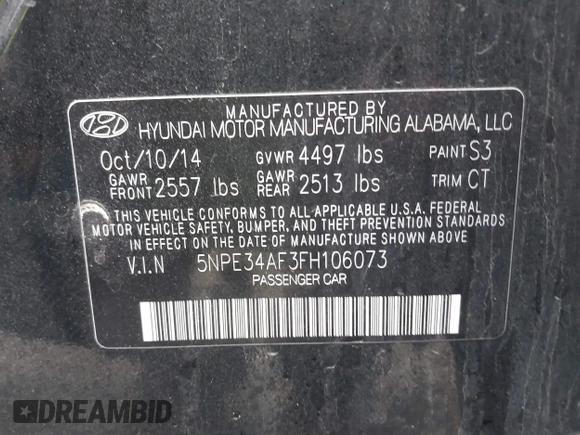 MANUFACTURED BY
HYUNDAI MOTOR MANUFACTURING ALABAMA, LLC
Oct/10/14 GVWR 4497 lbs PAINT S3
GAWR FRONT 2557 lbs GAWR REAR 2513 lbs TRIM CT
THIS VEHICLE CONFORMS TO ALL APPLICABLE U.S.A. FEDERAL
MOTOR VEHICLE SAFETY, BUMPER, AND THEFT PREVENTION STANDARDS
IN EFFECT ON THE DATE OF MANUFACTURE SHOWN ABOVE
V.I.N 5NPE34AF3FH106073
PASSENGER CAR
DREAMBID